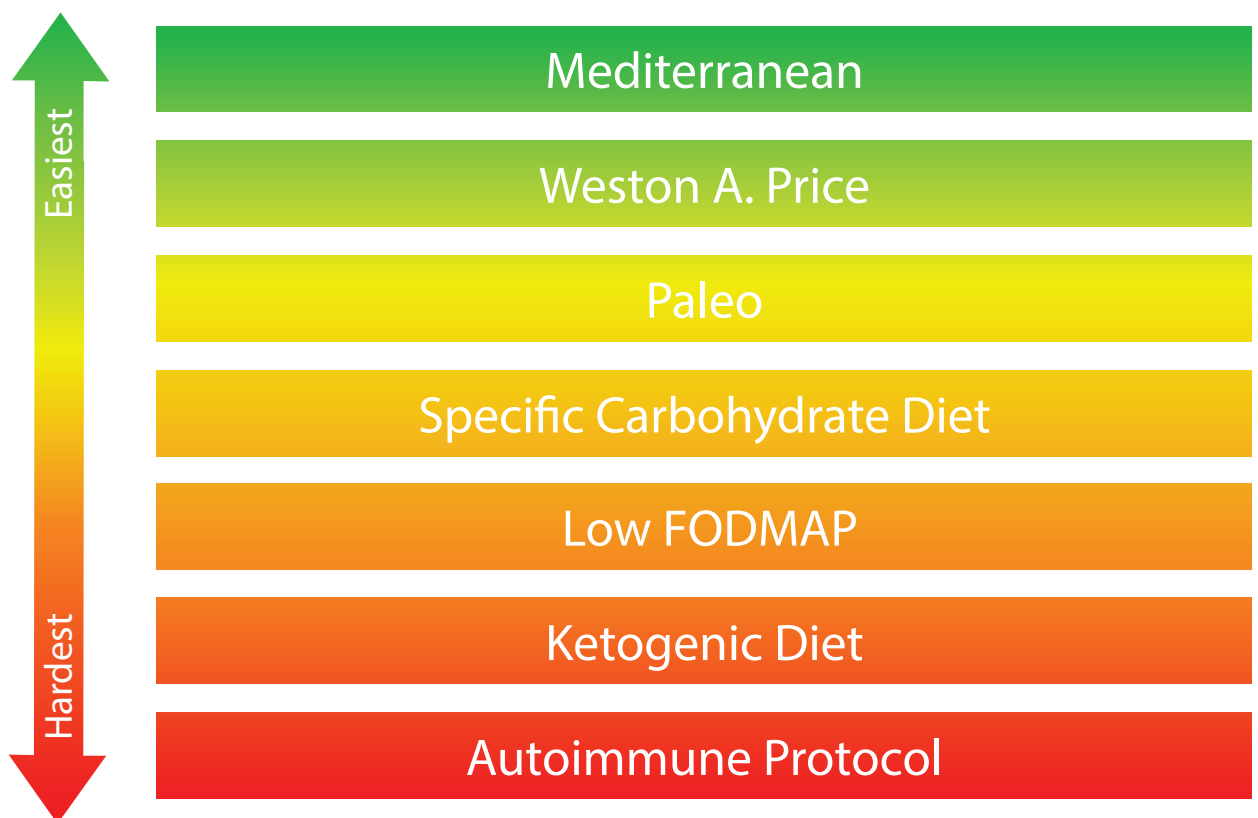 Easiest
Mediterranean
Weston A. Price
Paleo
Specific Carbohydrate Diet
Low FODMAP
Ketogenic Diet
Hardest
Autoimmune Protocol